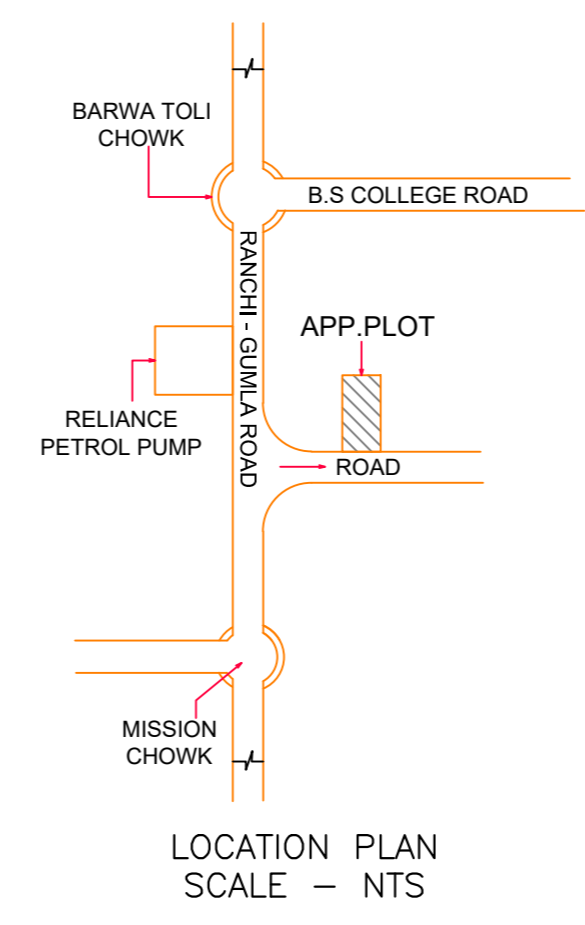 BARWA TOLI
CHOWK
B.S COLLEGE ROAD
RANCHI - GUMLA ROAD
APP.PLOT
RELIANCE
PETROL PUMP
ROAD
MISSION
CHOWK
LOCATION PLAN
SCALE - NTS